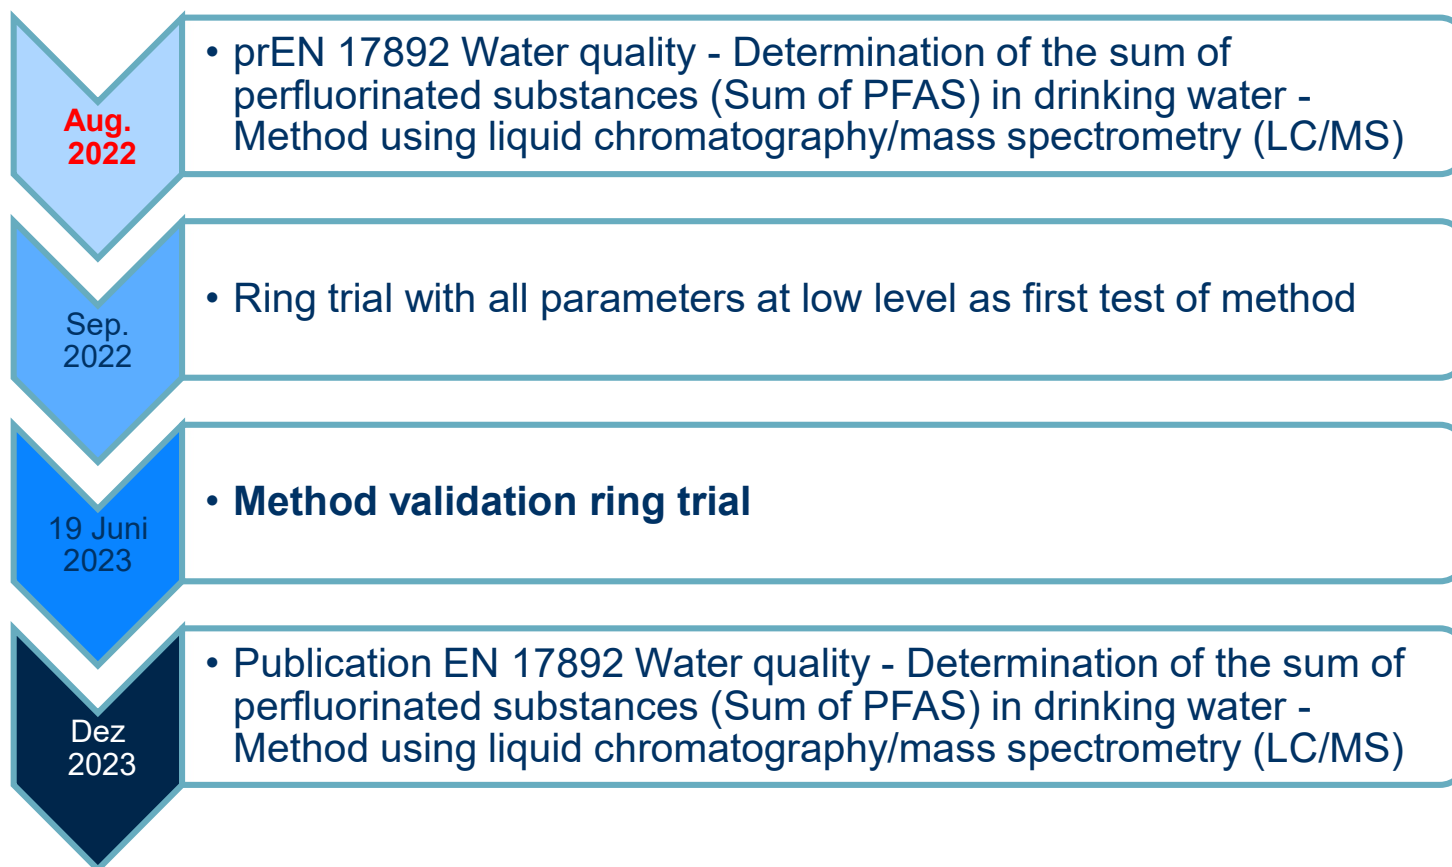 Aug.
2022
• prEN 17892 Water quality - Determination of the sum of
perfluorinated substances (Sum of PFAS) in drinking water -
Method using liquid chromatography/mass spectrometry (LC/MS)
Sep.
2022
• Ring trial with all parameters at low level as first test of method
19 Juni
2023
• Method validation ring trial
Dez
2023
• Publication EN 17892 Water quality - Determination of the sum of
perfluorinated substances (Sum of PFAS) in drinking water -
Method using liquid chromatography/mass spectrometry (LC/MS)